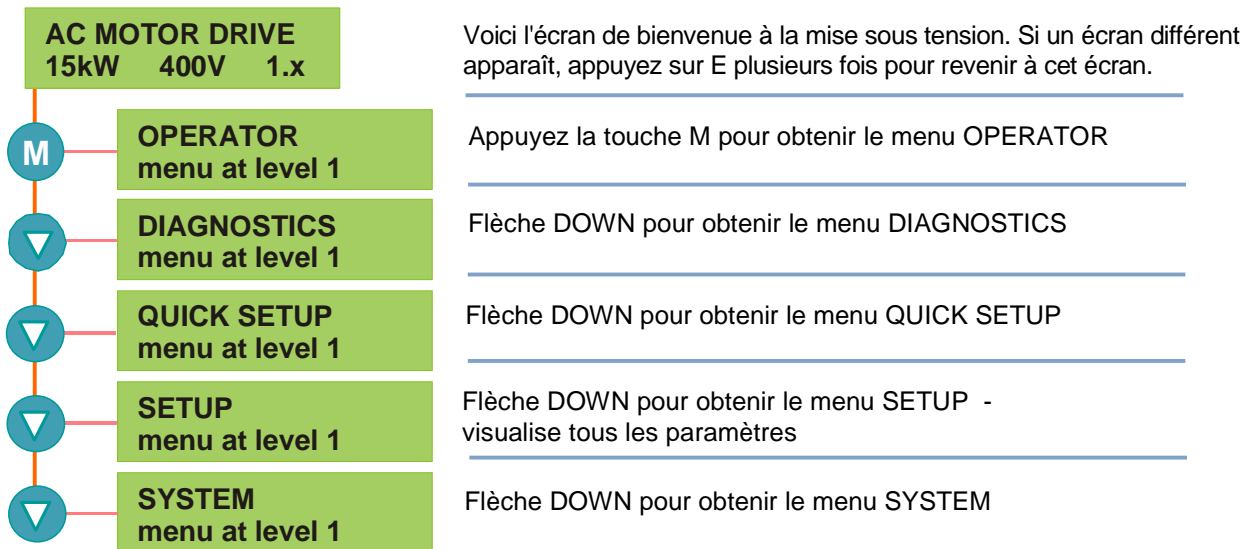 AC MOTOR DRIVE
15kW 400V 1.x
Voici l'écran de bienvenue à la mise sous tension. Si un écran différent
apparaît, appuyez sur E plusieurs fois pour revenir à cet écran.
M
OPERATOR
menu at level 1
Appuyez la touche M pour obtenir le menu OPERATOR
DIAGNOSTICS
menu at level 1
Flèche DOWN pour obtenir le menu DIAGNOSTICS
QUICK SETUP
menu at level 1
Flèche DOWN pour obtenir le menu QUICK SETUP
SETUP
menu at level 1
Flèche DOWN pour obtenir le menu SETUP -
visualise tous les paramètres
SYSTEM
menu at level 1
Flèche DOWN pour obtenir le menu SYSTEM